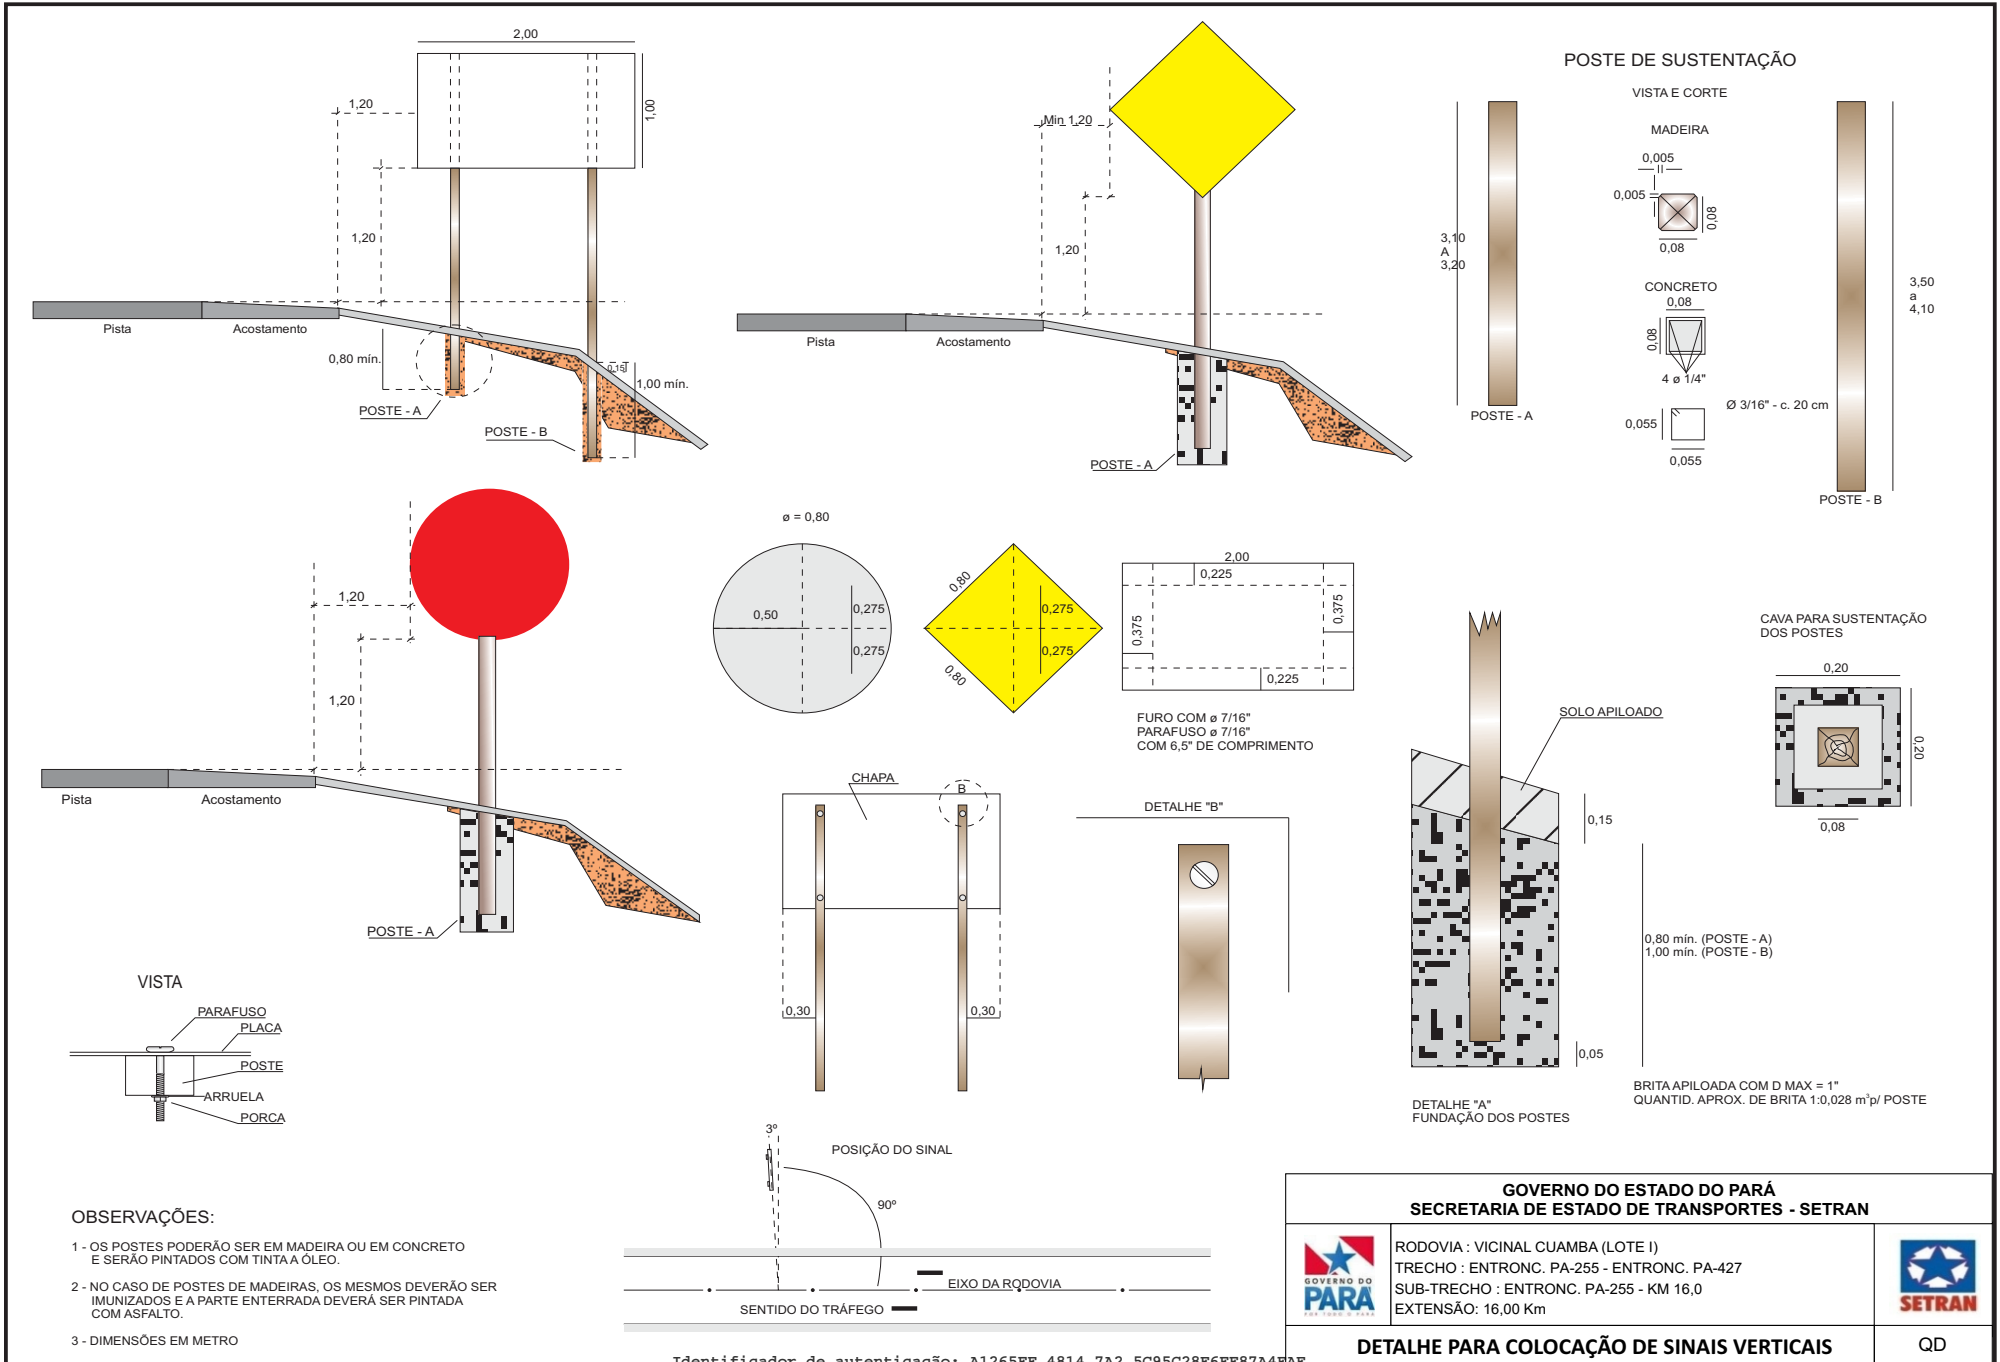 2,00
1,20
1,00
1,20
Pista
Acostamento
0,80 mín.
0,15
1,00 mín.
POSTE - A
POSTE - B
Min 1,20
1,20
Pista
Acostamento
POSTE - A
POSTE DE SUSTENTAÇÃO
VISTA E CORTE
MADEIRA
0,005
0,005
0,08
0,08
3,10
A
3,20
CONCRETO
0,08
0,08
4 ø 1/4"
Ø 3/16" - c. 20 cm
0,055
0,055
POSTE - A
3,50
a
4,10
POSTE - B
1,20
1,20
Pista
Acostamento
POSTE - A
ø = 0,80
0,50
0,275
0,275
0,80
0,80
0,275
0,275
2,00
0,225
0,375
0,375
0,225
FURO COM ø 7/16"
PARAFUSO ø 7/16"
COM 6,5" DE COMPRIMENTO
CHAPA
B
0,30
0,30
DETALHE "B"
SOLO APILOADO
0,15
0,80 mín. (POSTE - A)
1,00 mín. (POSTE - B)
0,05
DETALHE "A"
FUNDAÇÃO DOS POSTES
BRITA APILOADA COM D MAX = 1"
QUANTID. APROX. DE BRITA 1:0,028 m³p/ POSTE
CAVA PARA SUSTENTAÇÃO
DOS POSTES
0,20
0,20
0,08
VISTA
PARAFUSO
PLACA
POSTE
ARRUELA
PORCA
3º
POSIÇÃO DO SINAL
90º
EIXO DA RODOVIA
SENTIDO DO TRÁFEGO
OBSERVAÇÕES:
1 - OS POSTES PODERÃO SER EM MADEIRA OU EM CONCRETO
E SERÃO PINTADOS COM TINTA A ÓLEO.
2 - NO CASO DE POSTES DE MADEIRAS, OS MESMOS DEVERÃO SER
IMUNIZADOS E A PARTE ENTERRADA DEVERÁ SER PINTADA
COM ASFALTO.
3 - DIMENSÕES EM METRO
GOVERNO DO ESTADO DO PARÁ
SECRETARIA DE ESTADO DE TRANSPORTES - SETRAN
GOVERNO DO
PARÁ
POR TODO O PARÁ
RODOVIA : VICINAL CUAMBA (LOTE I)
TRECHO : ENTRONC. PA-255 - ENTRONC. PA-427
SUB-TRECHO : ENTRONC. PA-255 - KM 16,0
EXTENSÃO: 16,00 Km
SETRAN
DETALHE PARA COLOCAÇÃO DE SINAIS VERTICAIS
QD
Identificador de autenticação: